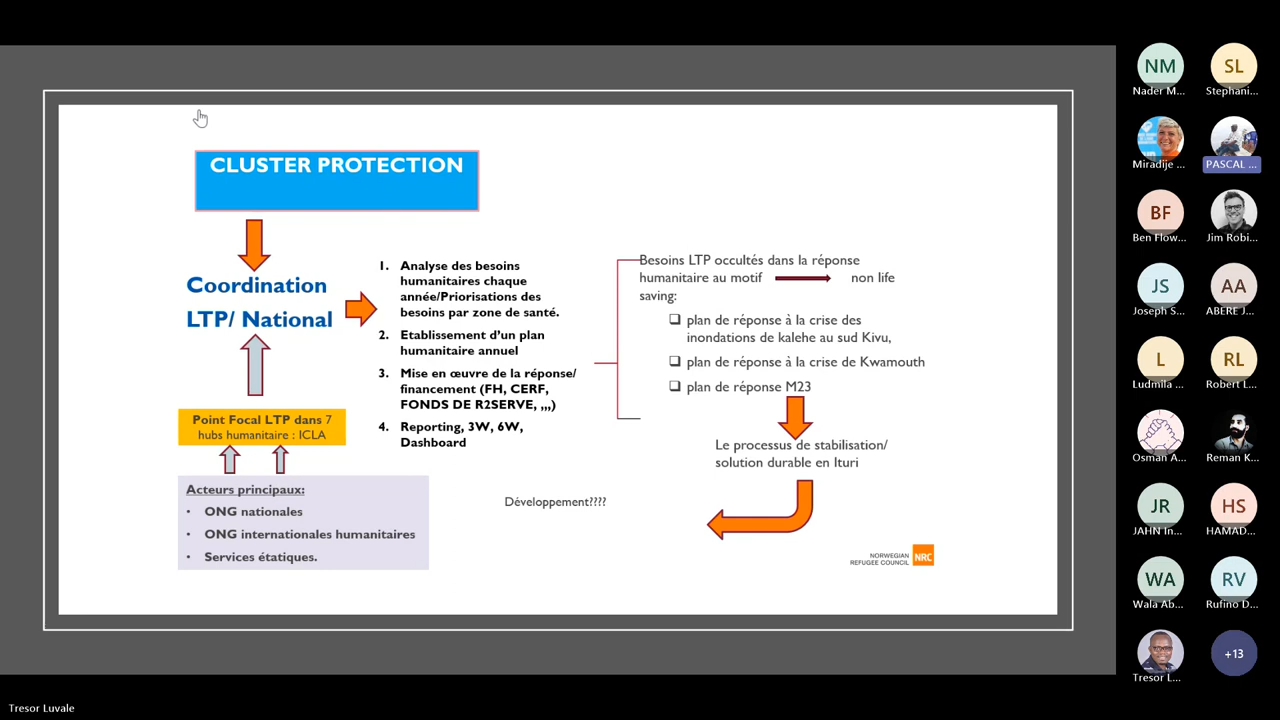 CLUSTER PROTECTION
Coordination
LTP/ National
Point Focal LTP dans 7
hubs humanitaire : ICLA
Acteurs principaux:
• ONG nationales
• ONG internationales humanitaires
• Services étatiques.
1. Analyse des besoins
humanitaires chaque
année/Priorisations des
besoins par zone de santé.
2. Etablissement d'un plan
humanitaire annuel
3. Mise en œuvre de la réponse/
financement (FH, CERF,
FONDS DE R2SERVE, ,,,)
4. Reporting, 3W, 6W,
Dashboard
Besoins LTP occultés dans la réponse
humanitaire au motif non life
saving:
❑ plan de réponse à la crise des
inondations de kalehe au sud Kivu,
❑ plan de réponse à la crise de Kwamouth
❑ plan de réponse M23
Le processus de stabilisation/
solution durable en Ituri
Développement????
NORWEGIAN
REFUGEE COUNCIL
NRC
NM
Nader M...
SL
Stephani...
Miradije ...
PASCAL ...
BF
Ben Flow...
Jim Robi...
JS
Joseph S...
AA
ABERE J...
L
Ludmila ...
RL
Robert L...
Osman A...
Reman K...
JR
JAHN In...
HS
HAMAD...
WA
Wala Ab...
RV
Rufino D...
Tresor L...
+13
Tresor Luvale